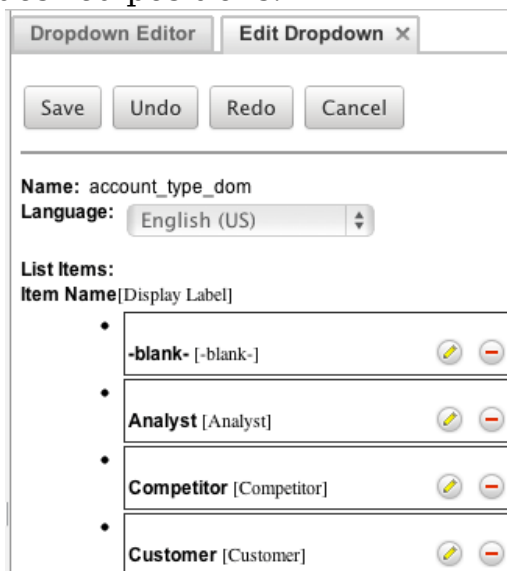 Dropdown Editor Edit Dropdown ×
Save Undo Redo Cancel
Name: account_type_dom
Language: English (US)
List Items:
Item Name[Display Label]
-blank- [-blank-]
Analyst [Analyst]
Competitor [Competitor]
Customer [Customer]